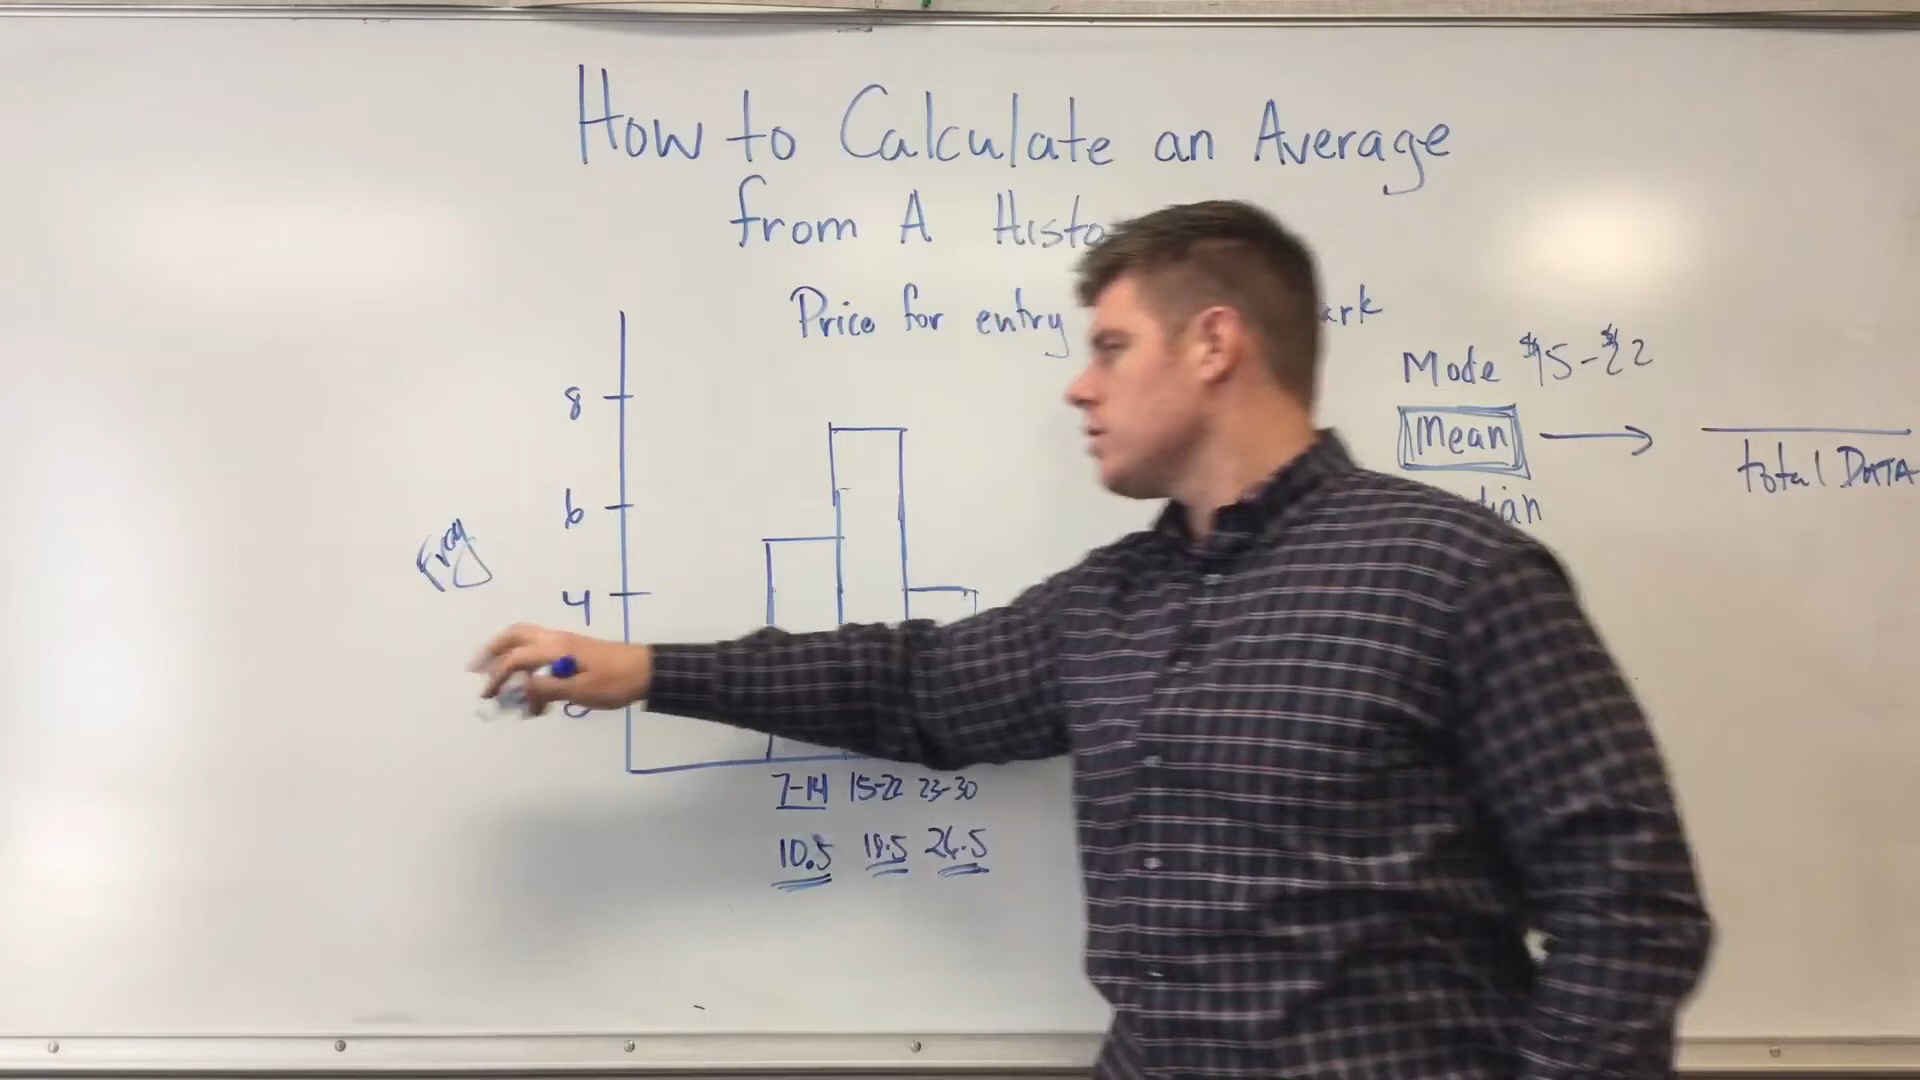 How to Calculate an Average
from A Histo
Price for entry ark
Mode $15-$22
Mean
total DATA
dian
8
6
4
Freq
7-14 15-22 23-30
10.5 18.5 26.5